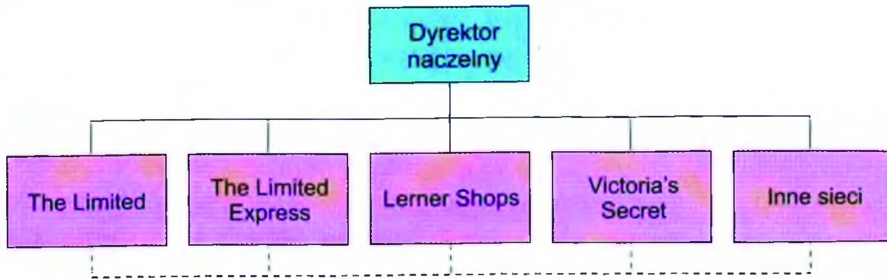 Dyrektor
naczelny
The Limited
The Limited
Express
Lerner Shops
Victoria's
Secret
Inne sieci